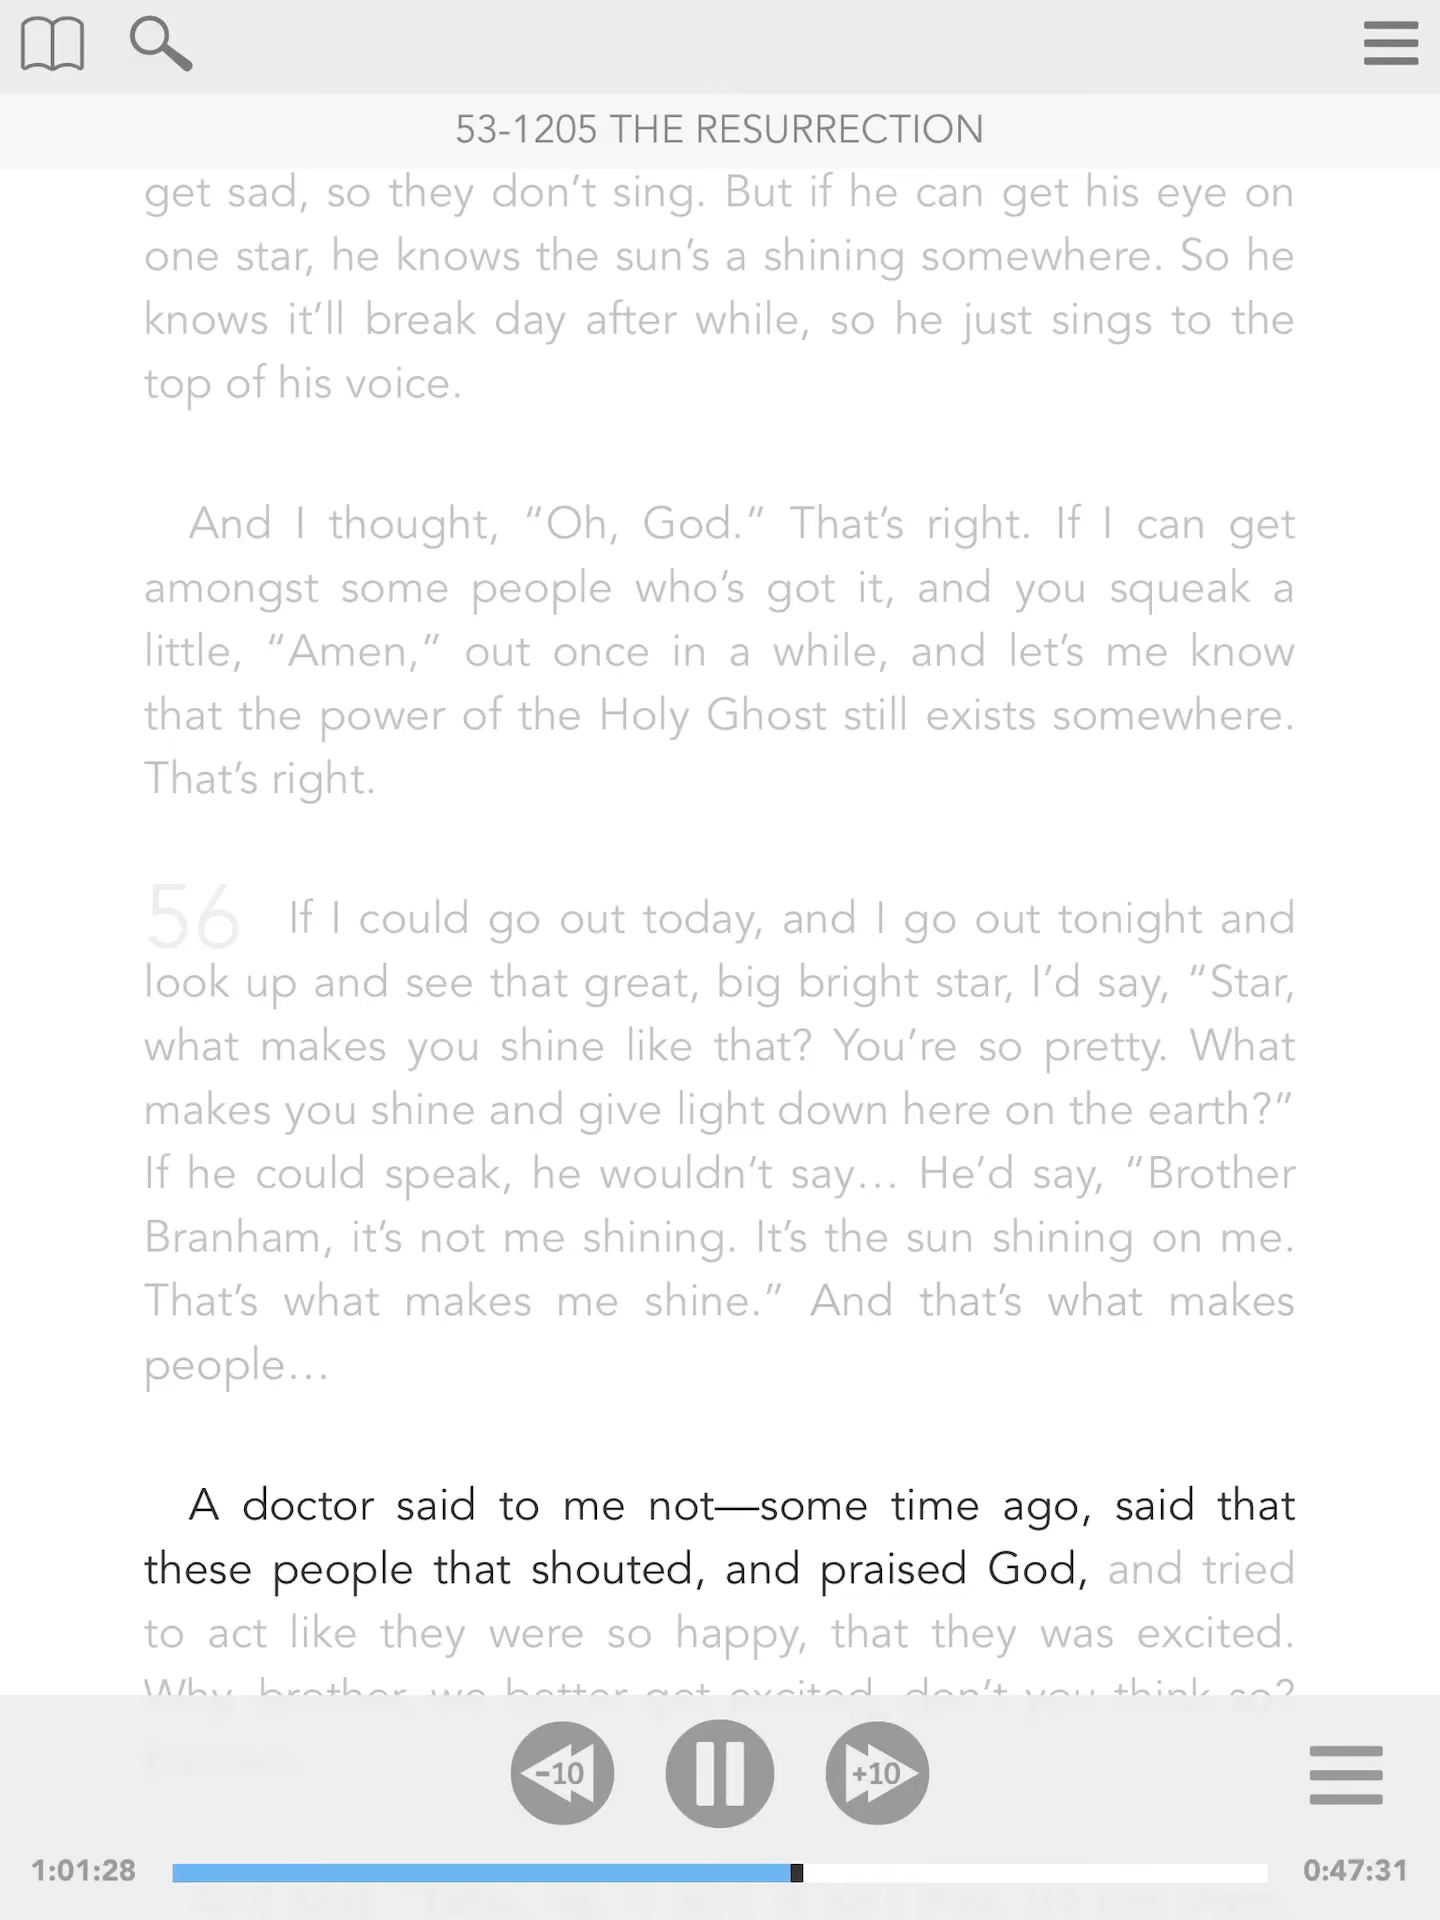 53-1205 THE RESURRECTION
get sad, so they don’t sing. But if he can get his eye on
one star, he knows the sun’s a shining somewhere. So he
knows it’ll break day after while, so he just sings to the
top of his voice.
And I thought, “Oh, God.” That’s right. If I can get
amongst some people who’s got it, and you squeak a
little, “Amen,” out once in a while, and let’s me know
that the power of the Holy Ghost still exists somewhere.
That’s right.
56 If I could go out today, and I go out tonight and
look up and see that great, big bright star, I’d say, “Star,
what makes you shine like that? You’re so pretty. What
makes you shine and give light down here on the earth?”
If he could speak, he wouldn’t say… He’d say, “Brother
Branham, it’s not me shining. It’s the sun shining on me.
That’s what makes me shine.” And that’s what makes
people…
A doctor said to me not—some time ago, said that
these people that shouted, and praised God, and tried
to act like they were so happy, that they was excited.
Why, brother, we better get excited, don’t you think so?
-10 +10
1:01:28 0:47:31